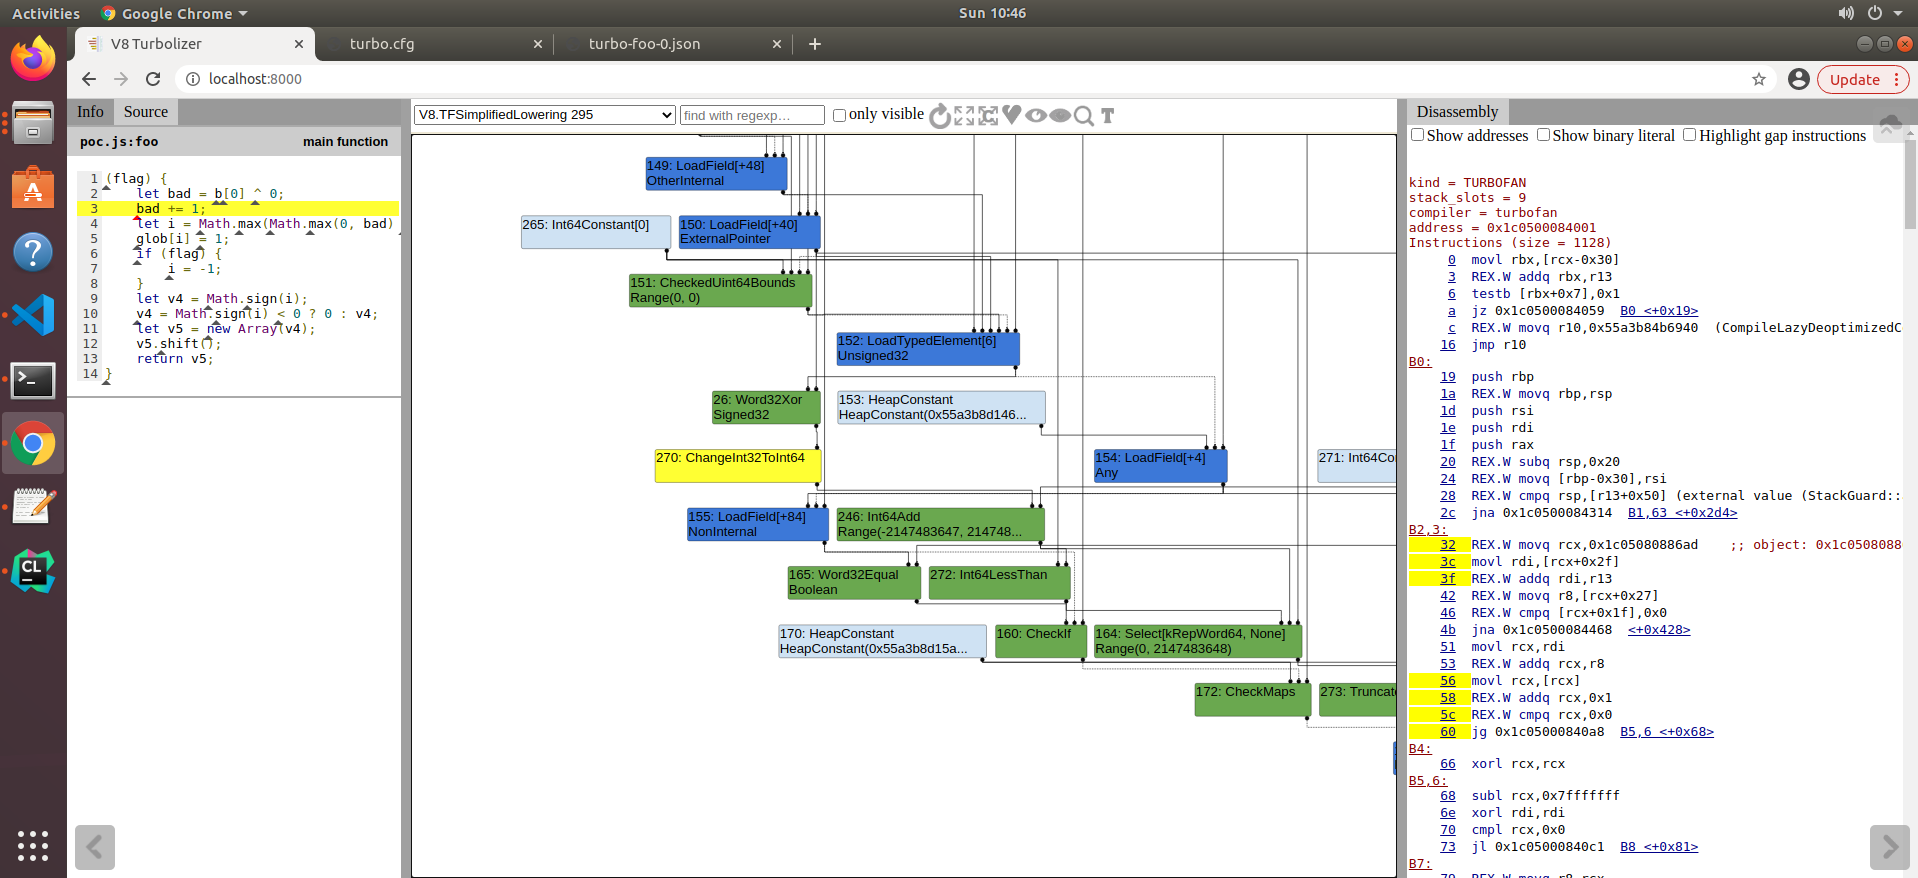 Activities
Google Chrome
Sun 10:46
V8 Turbolizer
turbo.cfg
turbo-foo-0.json
localhost:8000
Update
Info
Source
poc.js:foo
main function
1 (flag) {
2 let bad = b[0] ^ 0;
3 bad += 1;
4 let i = Math.max(Math.max(0, bad)
5 glob[i] = 1;
6 if (flag) {
7 i = -1;
8 }
9 let v4 = Math.sign(i);
10 v4 = Math.sign(i) < 0 ? 0 : v4;
11 let v5 = new Array(v4);
12 v5.shift();
13 return v5;
14 }
V8.TFSimplifiedLowering 295
find with regexp...
only visible
149: LoadField[+48]
OtherInternal
265: Int64Constant[0]
150: LoadField[+40]
ExternalPointer
151: CheckedUint64Bounds
Range(0, 0)
152: LoadTypedElement[6]
Unsigned32
26: Word32Xor
Signed32
153: HeapConstant
HeapConstant(0x55a3b8d146...
270: ChangeInt32ToInt64
154: LoadField[+4]
Any
271: Int64Co
155: LoadField[+84]
NonInternal
246: Int64Add
Range(-2147483647, 214748...
165: Word32Equal
Boolean
272: Int64LessThan
170: HeapConstant
HeapConstant(0x55a3b8d15a...
160: CheckIf
164: Select[kRepWord64, None]
Range(0, 2147483648)
172: CheckMaps
273: Truncate
Disassembly
Show addresses Show binary literal Highlight gap instructions
kind = TURBOFAN
stack_slots = 9
compiler = turbofan
address = 0x1c0500084001
Instructions (size = 1128)
0 movl rbx,[rcx-0x30]
3 REX.W addq rbx,r13
6 testb [rbx+0x7],0x1
a jz 0x1c0500084059 B0 <+0x19>
c REX.W movq r10,0x55a3b84b6940 (CompileLazyDeoptimizedC
16 jmp r10
B0:
19 push rbp
1a REX.W movq rbp,rsp
1d push rsi
1e push rdi
1f push rax
20 REX.W subq rsp,0x20
24 REX.W movq [rbp-0x30],rsi
28 REX.W cmpq rsp,[r13+0x50] (external value (StackGuard::
2c jna 0x1c0500084314 B1,63 <+0x2d4>
B2,3:
32 REX.W movq rcx,0x1c05080886ad ;; object: 0x1c0508088
3c movl rdi,[rcx+0x2f]
3f REX.W addq rdi,r13
42 REX.W movq r8,[rcx+0x27]
46 REX.W cmpq [rcx+0x1f],0x0
4b jna 0x1c0500084468 <+0x428>
51 movl rcx,rdi
53 REX.W addq rcx,r8
56 movl rcx,[rcx]
58 REX.W addq rcx,0x1
5c REX.W cmpq rcx,0x0
60 jg 0x1c05000840a8 B5,6 <+0x68>
B4:
66 xorl rcx,rcx
B5,6:
68 subl rcx,0x7fffffff
6e xorl rdi,rdi
70 cmpl rcx,0x0
73 jl 0x1c05000840c1 B8 <+0x81>
B7:
79 REX.W movq r8,rcx